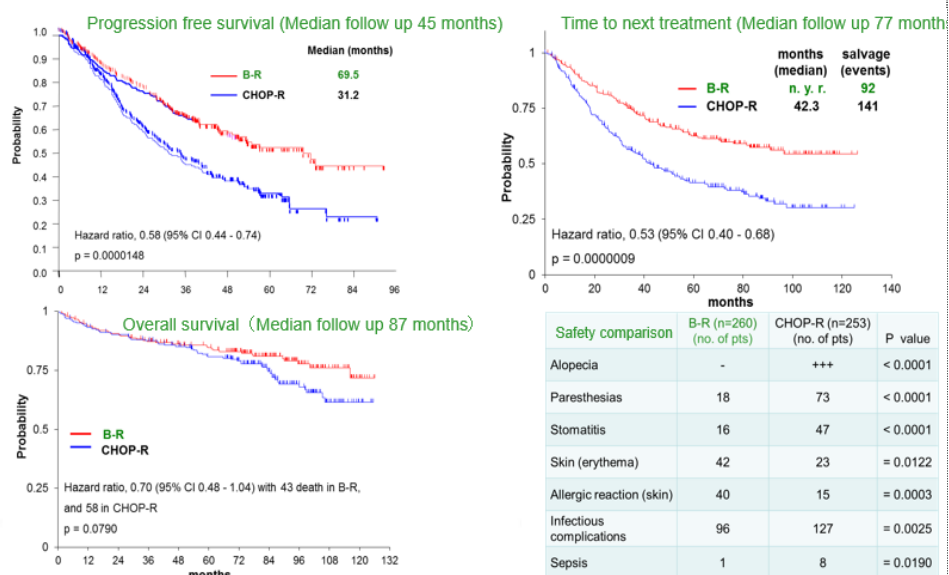 Progression free survival (Median follow up 45 months)
Median (months)
B-R 69.5
CHOP-R 31.2
Probability
1.0
0.9
0.8
0.7
0.6
0.5
0.4
0.3
0.2
0.1
0.0
Hazard ratio, 0.58 (95% CI 0.44 - 0.74)
p = 0.0000148
0 12 24 36 48 60 72 84 96
Time to next treatment (Median follow up 77 month
months salvage
(median) (events)
B-R n. y. r. 92
CHOP-R 42.3 141
Probability
1
0.75
0.5
0.25
0
Hazard ratio, 0.53 (95% CI 0.40 - 0.68)
p = 0.0000009
0 20 40 60 80 100 120 140
months
Overall survival (Median follow up 87 months)
Probability
1
0.75
0.5
0.25
0
B-R
CHOP-R
Hazard ratio, 0.70 (95% CI 0.48 - 1.04) with 43 death in B-R,
and 58 in CHOP-R
p = 0.0790
0 12 24 36 48 60 72 84 96 108 120 132
months
Safety comparison B-R (n=260) (no. of pts) CHOP-R (n=253) (no. of pts) P value
Alopecia - +++ < 0.0001
Paresthesias 18 73 < 0.0001
Stomatitis 16 47 < 0.0001
Skin (erythema) 42 23 = 0.0122
Allergic reaction (skin) 40 15 = 0.0003
Infectious complications 96 127 = 0.0025
Sepsis 1 8 = 0.0190